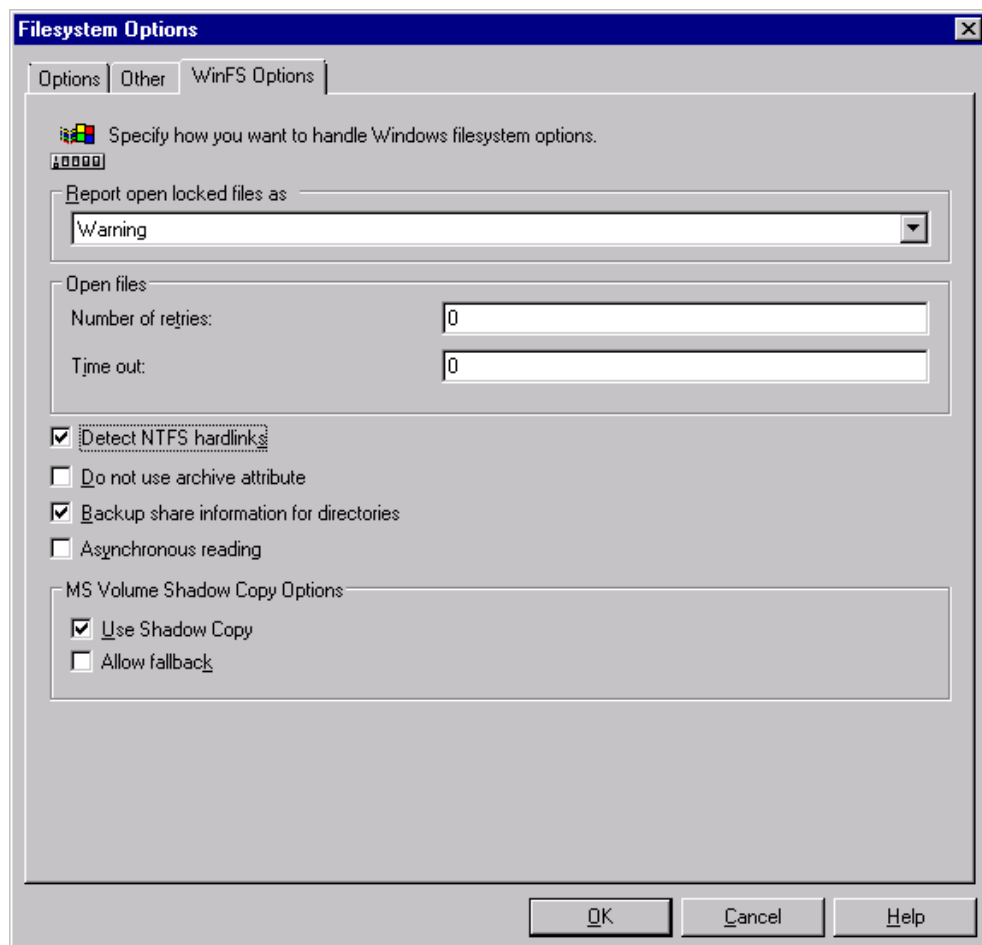 Filesystem Options
Options Other WinFS Options
Specify how you want to handle Windows filesystem options.
Report open locked files as
Warning
Open files
Number of retries: 0
Time out: 0
Detect NTFS hardlinks
Do not use archive attribute
Backup share information for directories
Asynchronous reading
MS Volume Shadow Copy Options
Use Shadow Copy
Allow fallback
OK Cancel Help